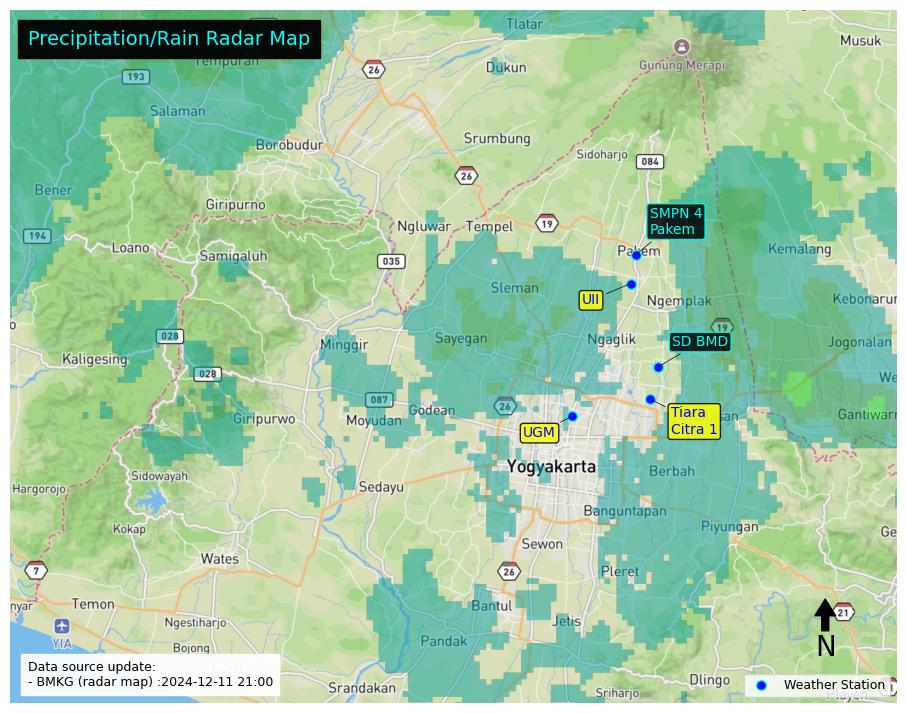 Precipitation/Rain Radar Map
Tlatar
Musuk
Tempuran
26
Dukun
Gunung Merapi
193
Salaman
Borobudur
Srumbung
Sidoharjo
084
26
Bener
Giripurno
SMPN 4
Pakem
194
Ngluwar
Tempel
19
Loano
Samigaluh
035
Pakem
Kemalang
Sleman
UII
Ngemplak
Kebonarum
028
Minggir
Sayegan
Ngaglik
SD BMD
19
Jogonalan
Kaligesing
028
087
Godean
26
Tiara
Citra 1
Giripurwo
Moyudan
UGM
Yogyakarta
Berbah
Sidowayah
Hargorojo
Sedayu
Banguntapan
Piyungan
Kokap
Wates
Sewon
7
26
Pleret
Temon
Bantul
Jetis
21
N
Ngestiharjo
YIA
Bojong
Pandak
Data source update:
- BMKG (radar map) :2024-12-11 21:00
Srandakan
Sriharjo
Dlingo
Weather Station